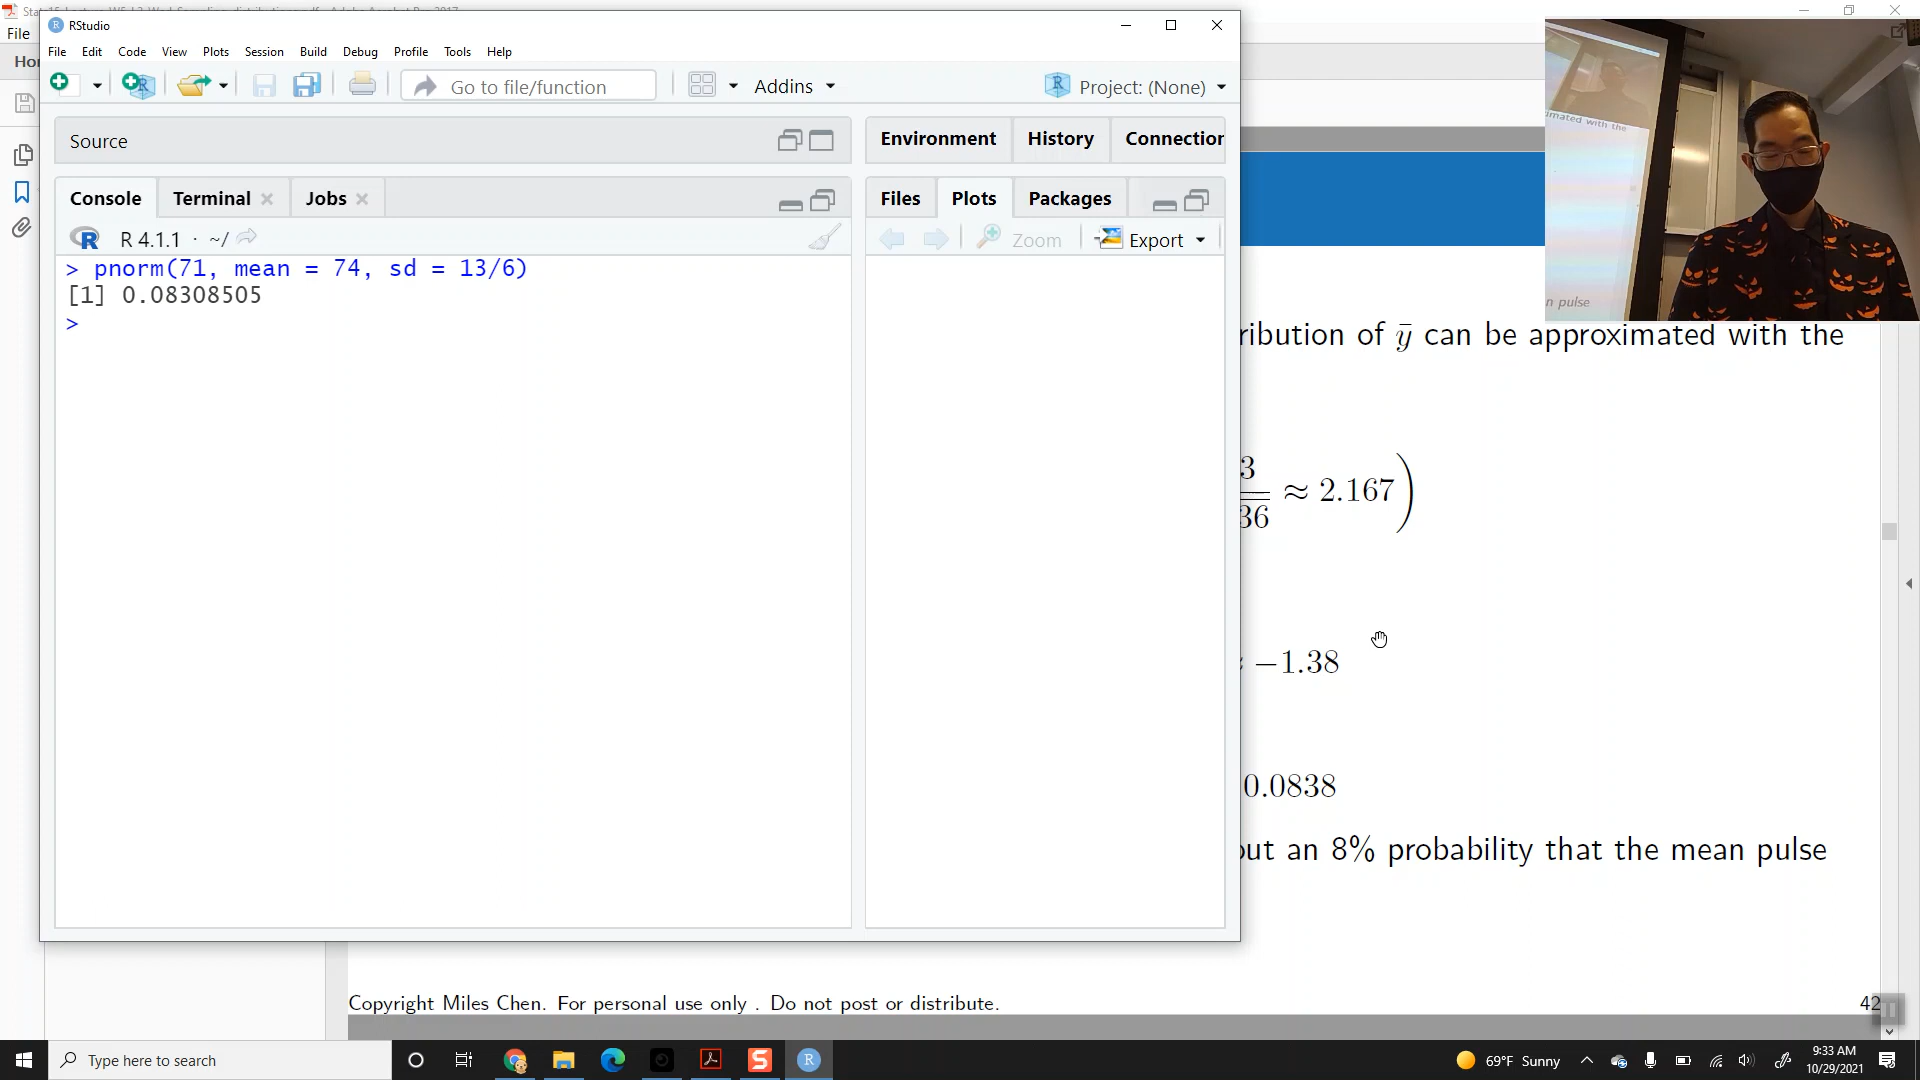 RStudio
File Edit Code View Plots Session Build Debug Profile Tools Help
Go to file/function
Addins
Project: (None)
File
Source
Environment History Connection
Console Terminal Jobs
Files Plots Packages
R 4.1.1 · ~/
Zoom Export
> pnorm(71, mean = 74, sd = 13/6)
[1] 0.08308505
>
imated with the
n pulse
ribution of ȳ can be approximated with the
3
≈ 2.167)
36
−1.38
0.0838
out an 8% probability that the mean pulse
Copyright Miles Chen. For personal use only . Do not post or distribute.
42
Type here to search
69°F Sunny
9:33 AM
10/29/2021